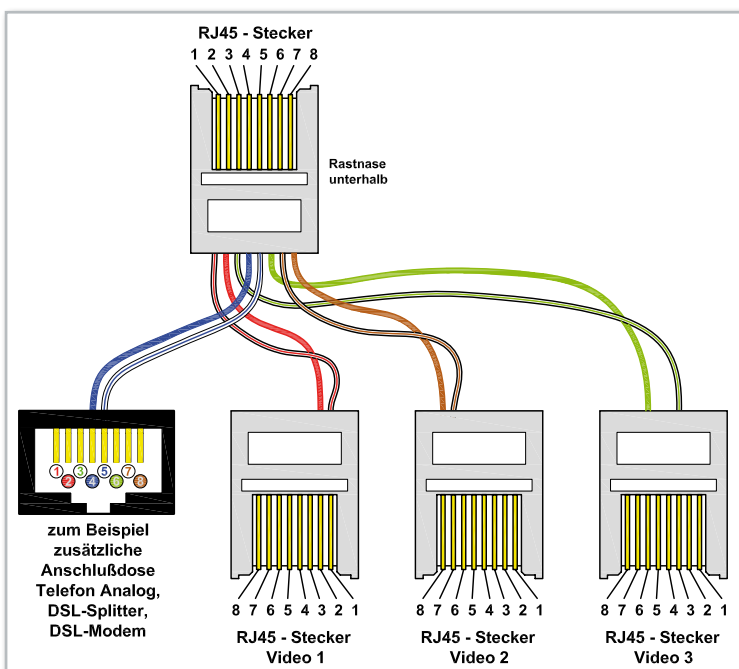 RJ45 - Stecker
1 2 3 4 5 6 7 8
Rastnase
unterhalb
1 2 3 4 5 6 7 8
zum Beispiel
zusätzliche
Anschlußdose
Telefon Analog,
DSL-Splitter,
DSL-Modem
8 7 6 5 4 3 2 1
RJ45 - Stecker
Video 1
8 7 6 5 4 3 2 1
RJ45 - Stecker
Video 2
8 7 6 5 4 3 2 1
RJ45 - Stecker
Video 3